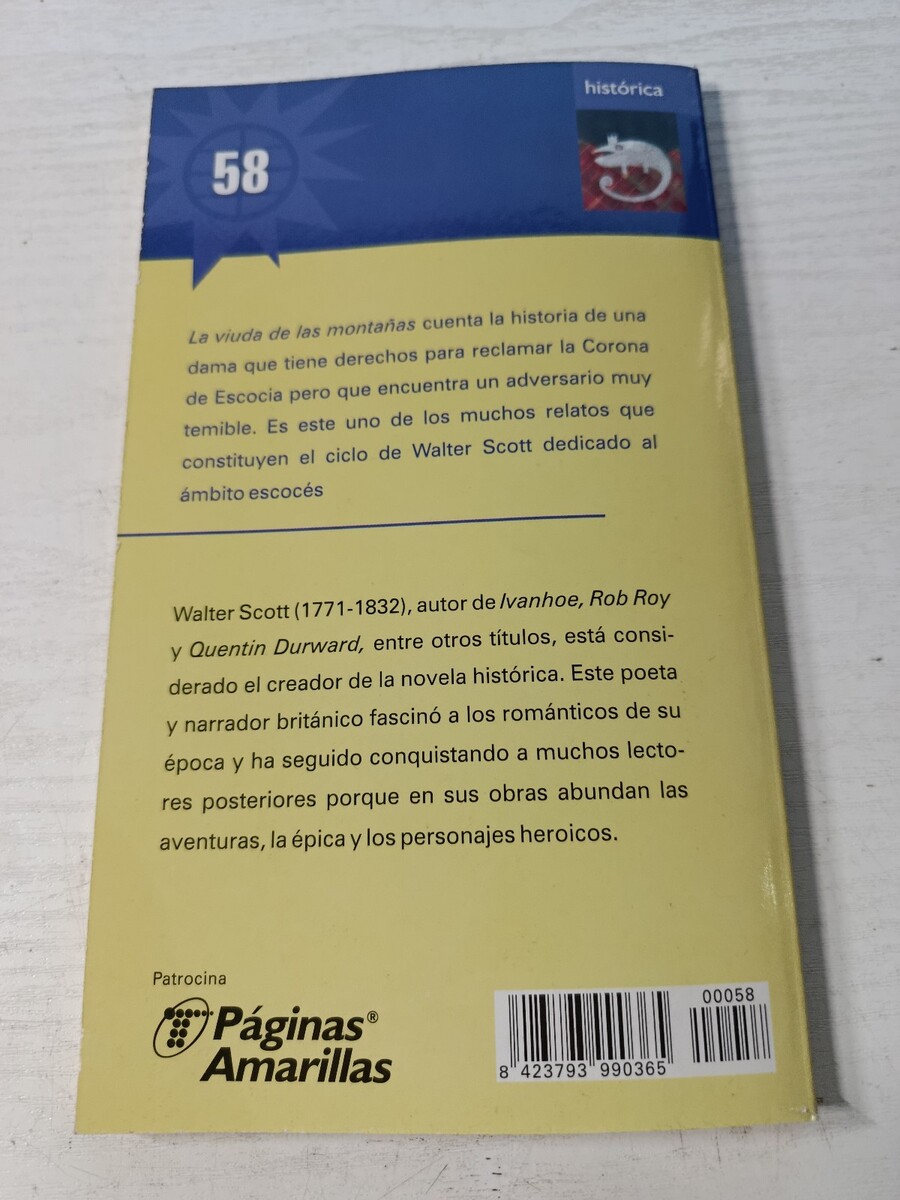 histórica
58
La viuda de las montañas cuenta la historia de una
dama que tiene derechos para reclamar la Corona
de Escocia pero que encuentra un adversario muy
temible. Es este uno de los muchos relatos que
constituyen el ciclo de Walter Scott dedicado al
ámbito escocés
Walter Scott (1771-1832), autor de Ivanhoe, Rob Roy
y Quentin Durward, entre otros títulos, está consi-
derado el creador de la novela histórica. Este poeta
y narrador británico fascinó a los románticos de su
época y ha seguido conquistando a muchos lecto-
res posteriores porque en sus obras abundan las
aventuras, la épica y los personajes heroicos.
Patrocina
Páginas®
Amarillas
00058
8 423793 990365